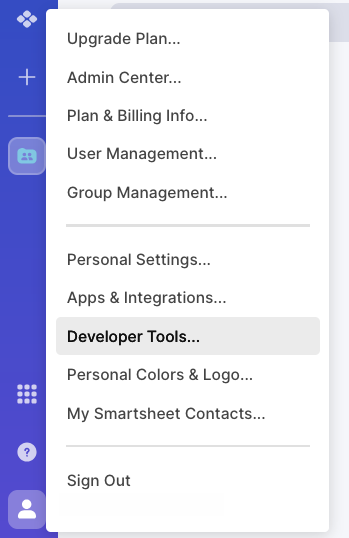 Upgrade Plan...
Admin Center...
Plan & Billing Info...
User Management...
Group Management...
Personal Settings...
Apps & Integrations...
Developer Tools...
Personal Colors & Logo...
My Smartsheet Contacts...
?
Sign Out